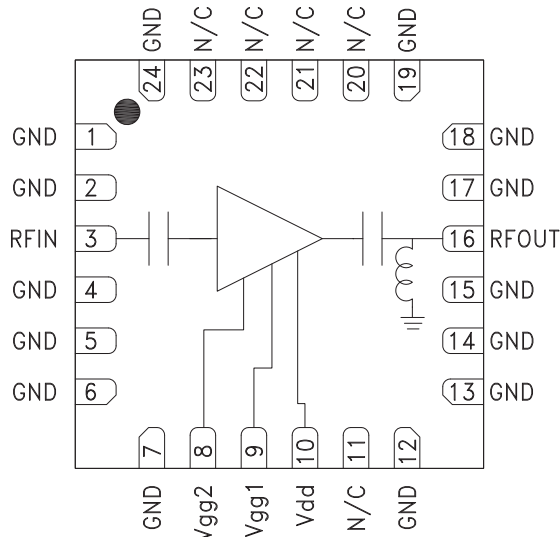 GND N/C N/C N/C N/C GND
24 23 22 21 20 19
GND 1 18 GND
GND 2 17 GND
RFIN 3 16 RFOUT
GND 4 15 GND
GND 5 14 GND
GND 6 13 GND
7 8 9 10 11 12
GND Vgg2 Vgg1 Vdd N/C GND